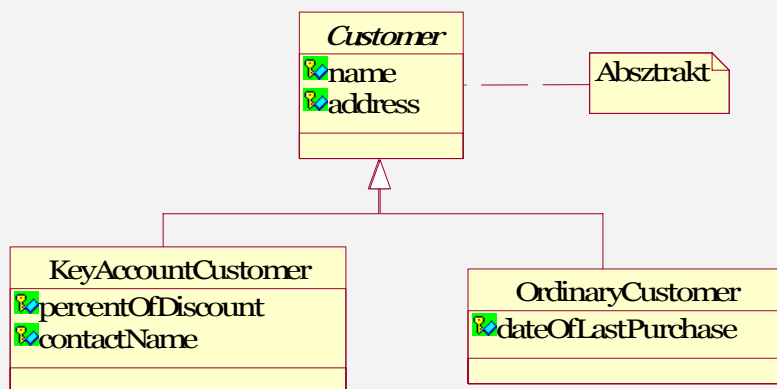 Customer
name
address
Absztrakt
KeyAccountCustomer
percentOfDiscount
contactName
OrdinaryCustomer
dateOfLastPurchase